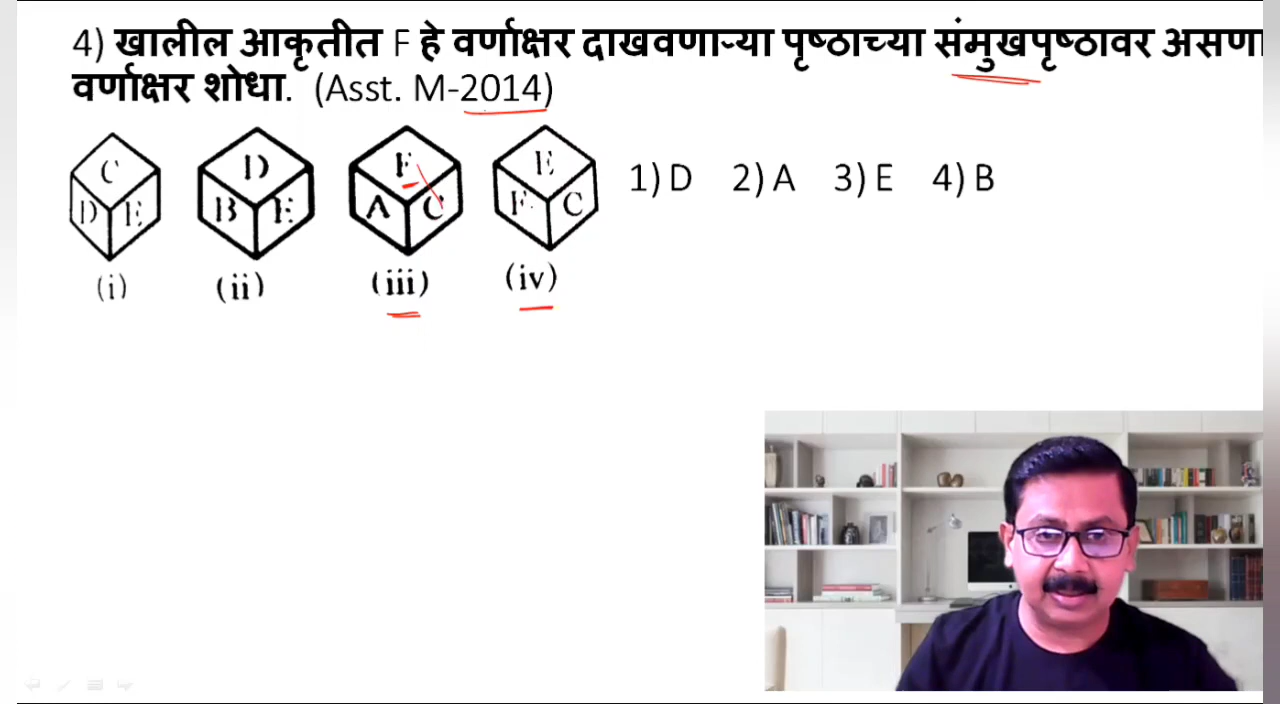 4) खालील आकृतीत F हे वर्णाक्षर दाखवणाऱ्या पृष्ठाच्या संमुखपृष्ठावर असणा
वर्णाक्षर शोधा. (Asst. M-2014)
C D E
D B E
F A C
E F C
1) D 2) A 3) E 4) B
(i) (ii) (iii) (iv)